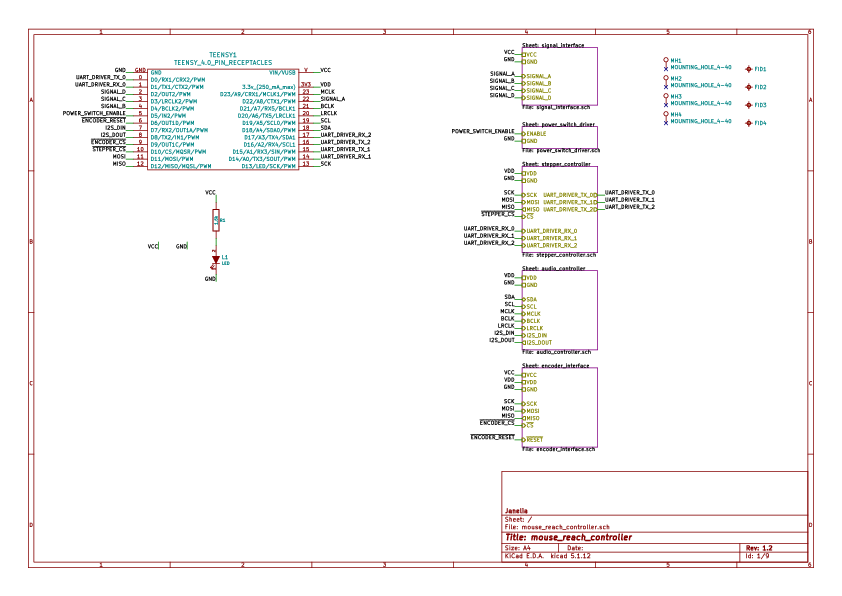 1 2 3 4 5 6
TEENSY1
TEENSY_4.0_PIN_RECEPTACLES
GND GND GND VIN/VUSB V VCC
UART_DRIVER_TX_0 0 D0/RX1/CRX2/PWM
UART_DRIVER_RX_0 1 D1/TX1/CTX2/PWM 3.3v_(250_mA_max) 3V3 VDD
SIGNAL_D 2 D2/OUT2/PWM D23/A9/CRX1/MCLK1/PWM 23 MCLK
SIGNAL_C 3 D3/LRCLK2/PWM D22/A8/CTX1/PWM 22 SIGNAL_A
SIGNAL_B 4 D4/BCLK2/PWM D21/A7/RX5/BCLK1 21 BCLK
POWER_SWITCH_ENABLE 5 D5/IN2/PWM D20/A6/TX5/LRCLK1 20 LRCLK
ENCODER_RESET 6 D6/OUT1D/PWM D19/A5/SCL0/PWM 19 SCL
I2S_DIN 7 D7/RX2/OUT1A/PWM D18/A4/SDA0/PWM 18 SDA
I2S_DOUT 8 D8/TX2/IN1/PWM D17/A3/TX4/SDA1 17 UART_DRIVER_RX_2
ENCODER_CS 9 D9/OUT1C/PWM D16/A2/RX4/SCL1 16 UART_DRIVER_TX_2
STEPPER_CS 10 D10/CS/MQSR/PWM D15/A1/RX3/SIN/PWM 15 UART_DRIVER_TX_1
MOSI 11 D11/MOSI/PWM D14/A0/TX3/SOUT/PWM 14 UART_DRIVER_RX_1
MISO 12 D12/MISO/MQSL/PWM D13/LED/SCK/PWM 13 SCK
VCC
R1
VCC GND
2
L1
LED
GND
Sheet: signal_interface
VCC VCC
GND GND
SIGNAL_A SIGNAL_A
SIGNAL_B SIGNAL_B
SIGNAL_C SIGNAL_C
SIGNAL_D SIGNAL_D
File: signal_interface.sch
Sheet: power_switch_driver
POWER_SWITCH_ENABLE ENABLE
GND GND
File: power_switch_driver.sch
Sheet: stepper_controller
VDD VDD
GND GND
SCK SCK UART_DRIVER_TX_0 UART_DRIVER_TX_0
MOSI MOSI UART_DRIVER_TX_1 UART_DRIVER_TX_1
MISO MISO UART_DRIVER_TX_2 UART_DRIVER_TX_2
STEPPER_CS CS
UART_DRIVER_RX_0 UART_DRIVER_RX_0
UART_DRIVER_RX_1 UART_DRIVER_RX_1
UART_DRIVER_RX_2 UART_DRIVER_RX_2
File: stepper_controller.sch
Sheet: audio_controller
VDD VDD
GND GND
SDA SDA
SCL SCL
MCLK MCLK
BCLK BCLK
LRCLK LRCLK
I2S_DIN I2S_DIN
I2S_DOUT I2S_DOUT
File: audio_controller.sch
Sheet: encoder_interface
VCC VCC
VDD VDD
GND GND
SCK SCK
MOSI MOSI
MISO MISO
ENCODER_CS CS
ENCODER_RESET RESET
File: encoder_interface.sch
MH1
MOUNTING_HOLE_4-40 FID1
MH2
MOUNTING_HOLE_4-40 FID2
MH3
MOUNTING_HOLE_4-40 FID3
MH4
MOUNTING_HOLE_4-40 FID4
A A
B B
C C
D D
Janelia
Sheet: /
File: mouse_reach_controller.sch
Title: mouse_reach_controller
Size: A4 Date: Rev: 1.2
KiCad E.D.A. kicad 5.1.12 Id: 1/9
1 2 3 4 5 6